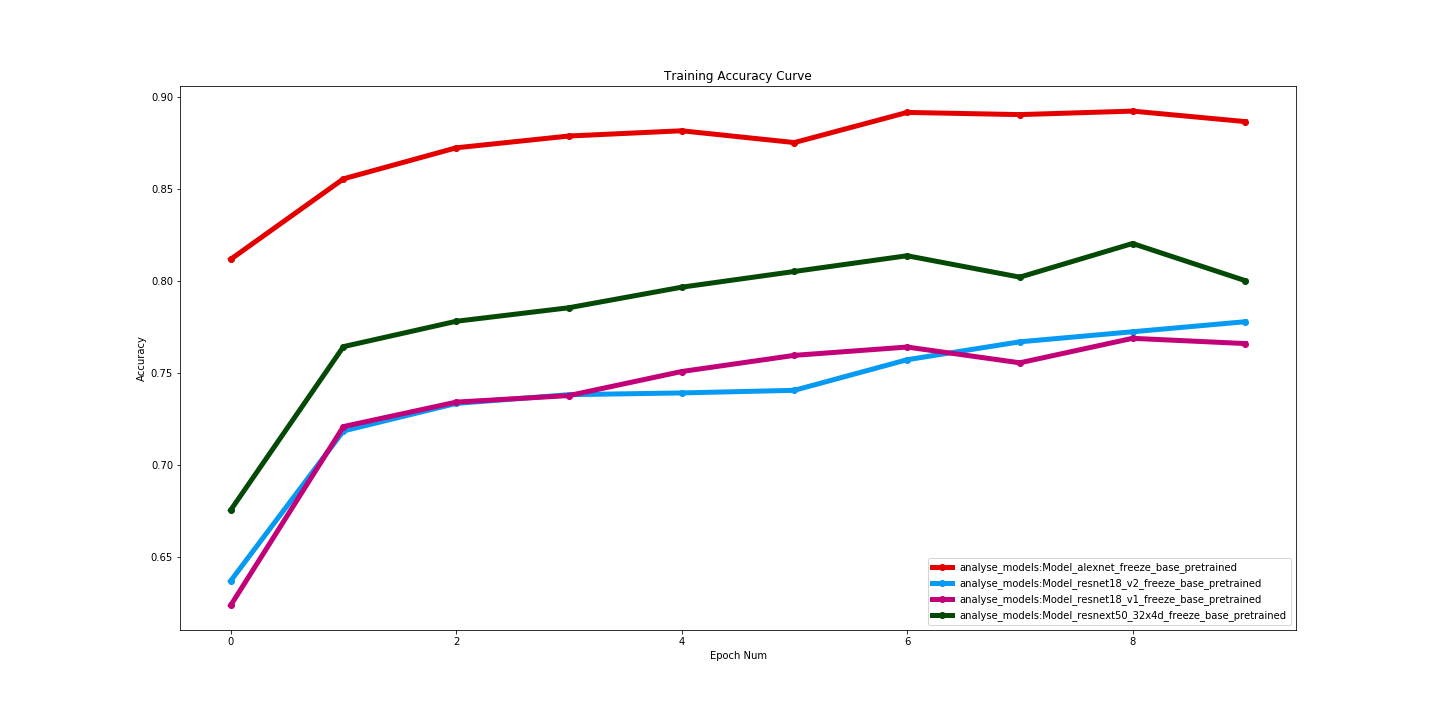 Training Accuracy Curve
0.90
0.85
0.80
0.75
0.70
0.65
Accuracy
0
2
4
6
8
Epoch Num
analyse_models:Model_alexnet_freeze_base_pretrained
analyse_models:Model_resnet18_v2_freeze_base_pretrained
analyse_models:Model_resnet18_v1_freeze_base_pretrained
analyse_models:Model_resnext50_32x4d_freeze_base_pretrained